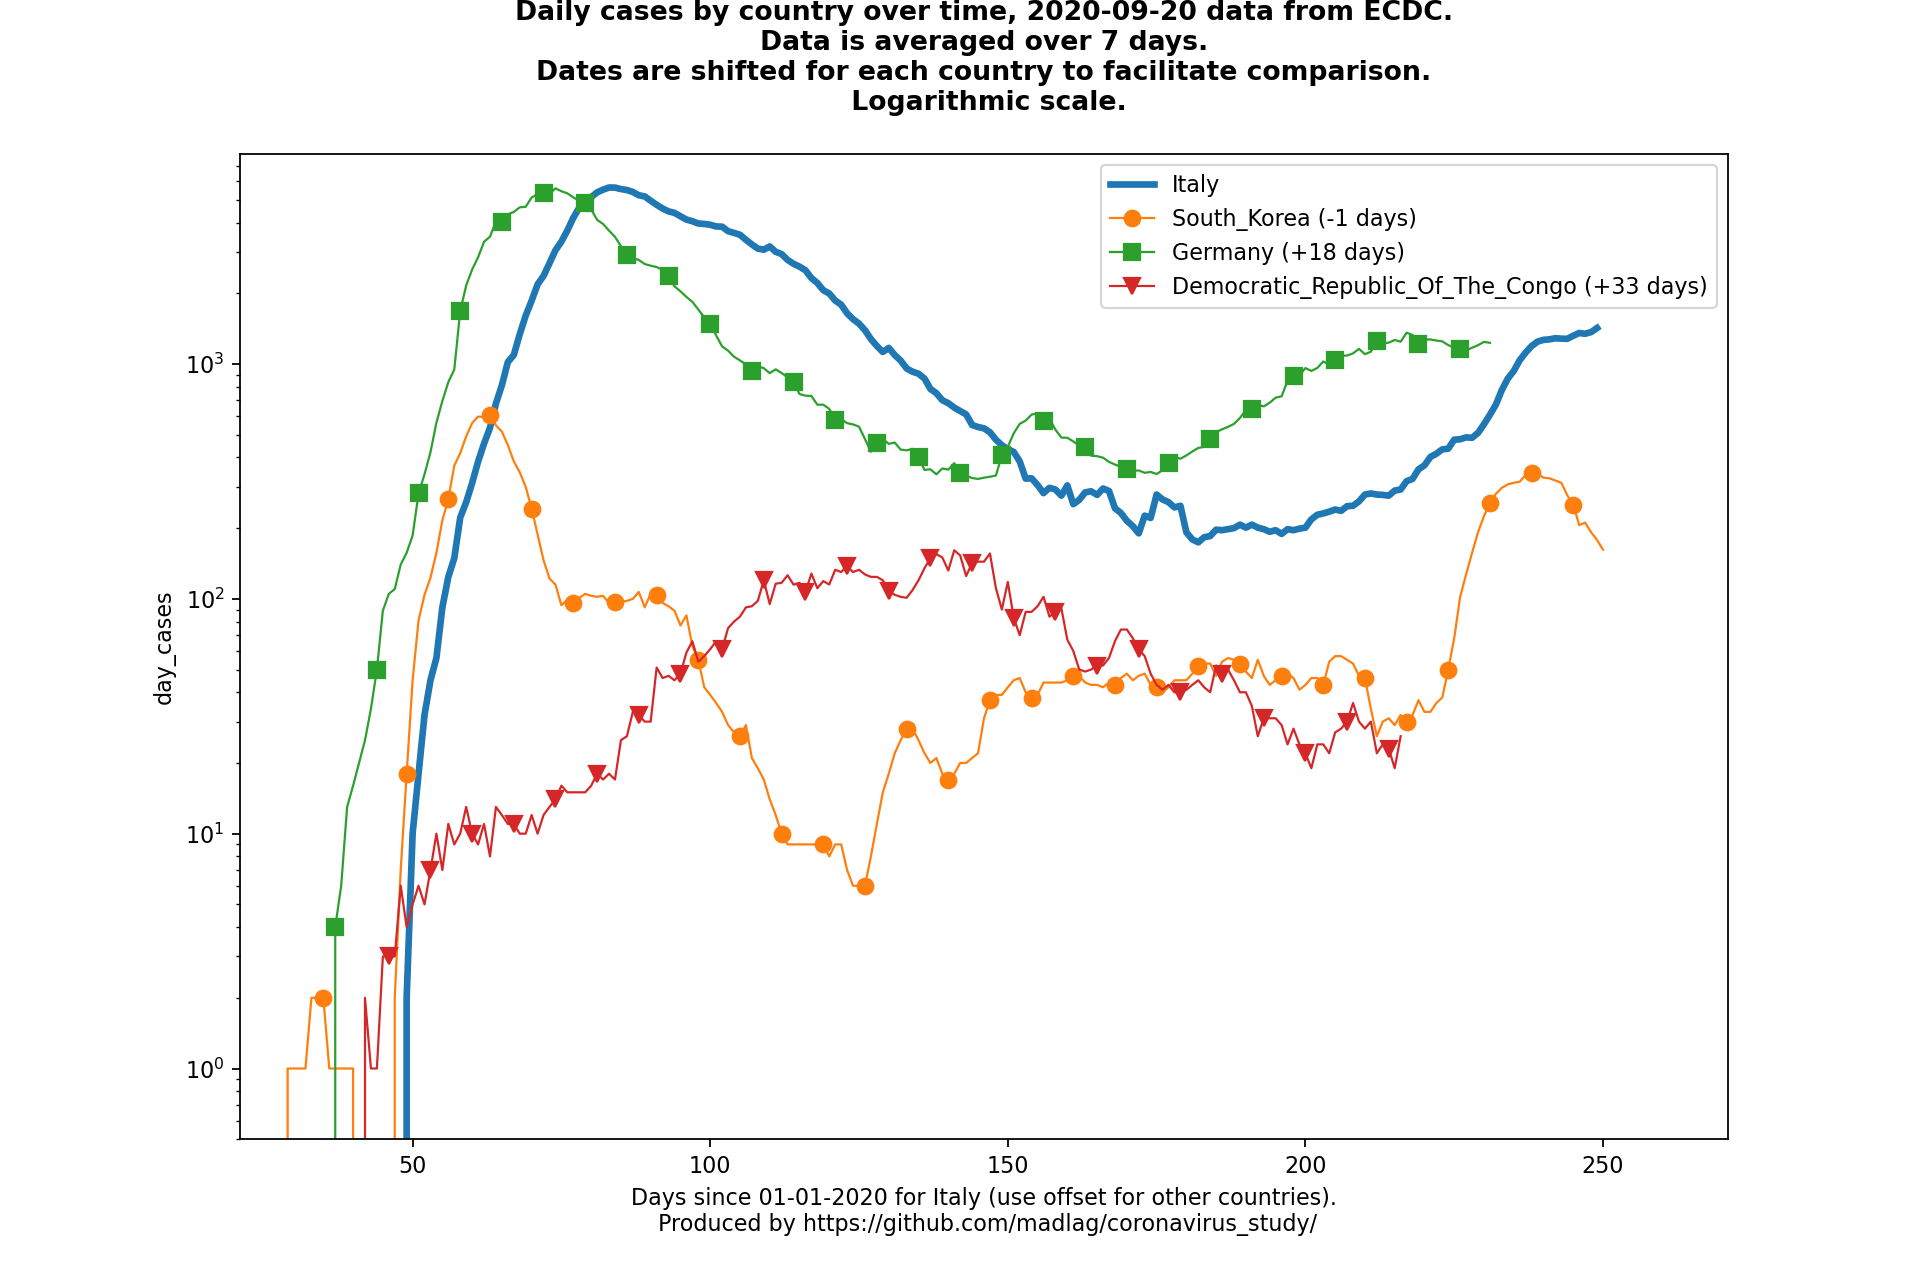 Daily cases by country over time, 2020-09-20 data from ECDC.
Data is averaged over 7 days.
Dates are shifted for each country to facilitate comparison.
Logarithmic scale.
Italy
South_Korea (-1 days)
Germany (+18 days)
Democratic_Republic_Of_The_Congo (+33 days)
day_cases
10³
10²
10¹
10⁰
50 100 150 200 250
Days since 01-01-2020 for Italy (use offset for other countries).
Produced by https://github.com/madlag/coronavirus_study/